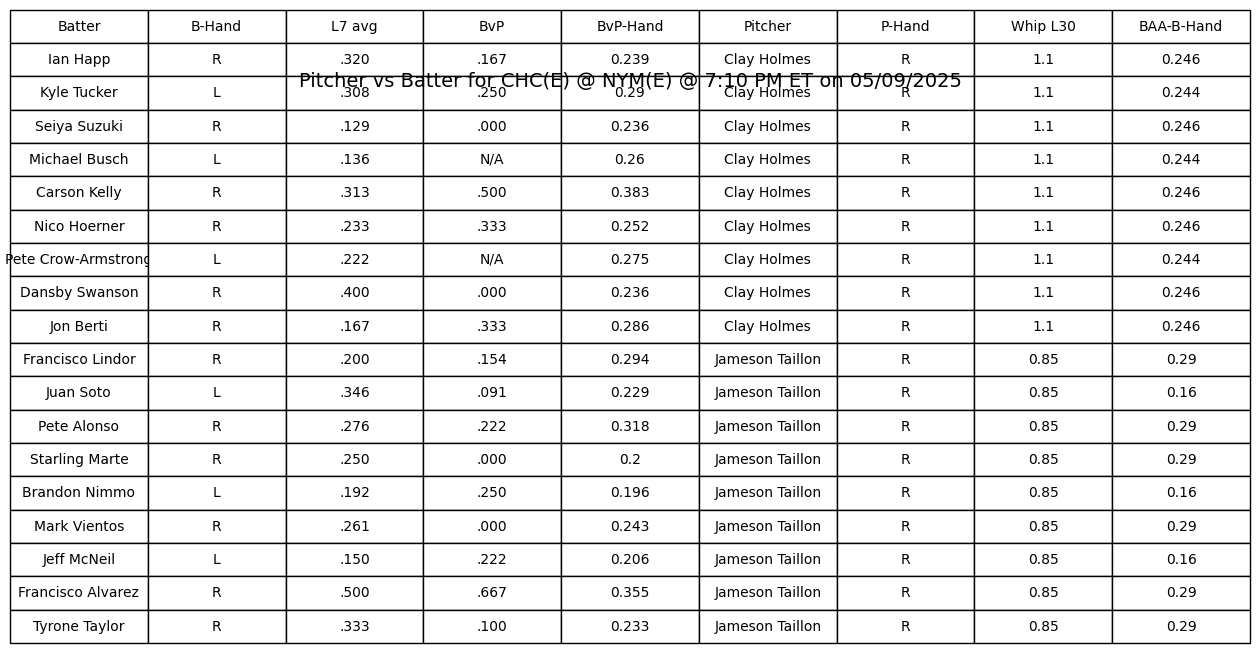 Batter B-Hand L7 avg BvP BvP-Hand Pitcher P-Hand Whip L30 BAA-B-Hand
Ian Happ R .320 .167 0.239 Clay Holmes R 1.1 0.246
Pitcher vs Batter for CHC(E) @ NYM(E) @ 7:10 PM ET on 05/09/2025
Kyle Tucker L .308 .250 0.29 Clay Holmes R 1.1 0.244
Seiya Suzuki R .129 .000 0.236 Clay Holmes R 1.1 0.246
Michael Busch L .136 N/A 0.26 Clay Holmes R 1.1 0.244
Carson Kelly R .313 .500 0.383 Clay Holmes R 1.1 0.246
Nico Hoerner R .233 .333 0.252 Clay Holmes R 1.1 0.246
Pete Crow-Armstrong L .222 N/A 0.275 Clay Holmes R 1.1 0.244
Dansby Swanson R .400 .000 0.236 Clay Holmes R 1.1 0.246
Jon Berti R .167 .333 0.286 Clay Holmes R 1.1 0.246
Francisco Lindor R .200 .154 0.294 Jameson Taillon R 0.85 0.29
Juan Soto L .346 .091 0.229 Jameson Taillon R 0.85 0.16
Pete Alonso R .276 .222 0.318 Jameson Taillon R 0.85 0.29
Starling Marte R .250 .000 0.2 Jameson Taillon R 0.85 0.29
Brandon Nimmo L .192 .250 0.196 Jameson Taillon R 0.85 0.16
Mark Vientos R .261 .000 0.243 Jameson Taillon R 0.85 0.29
Jeff McNeil L .150 .222 0.206 Jameson Taillon R 0.85 0.16
Francisco Alvarez R .500 .667 0.355 Jameson Taillon R 0.85 0.29
Tyrone Taylor R .333 .100 0.233 Jameson Taillon R 0.85 0.29